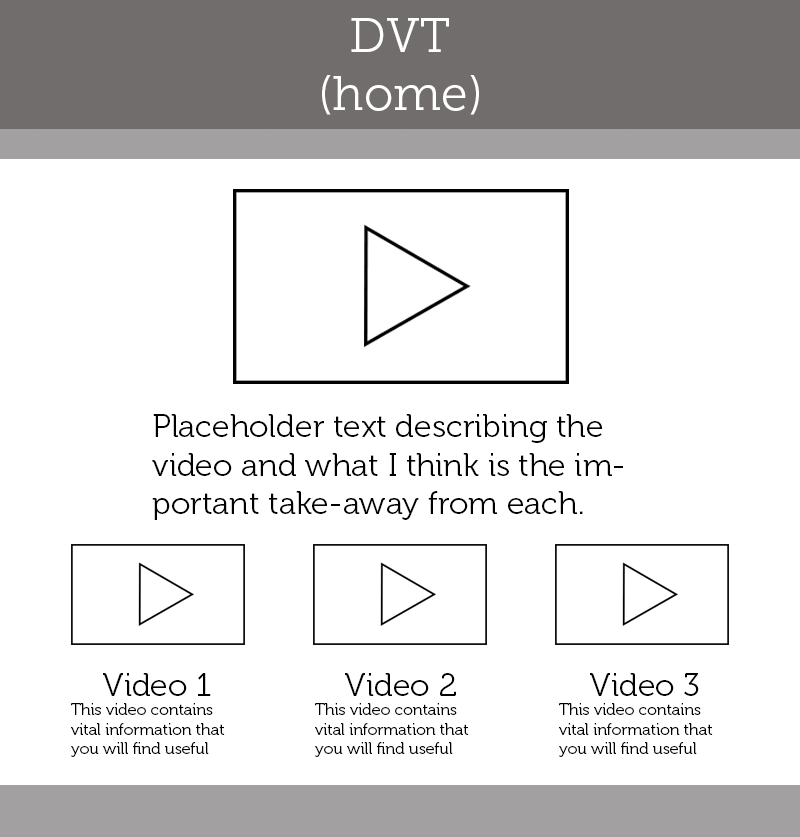 DVT
(home)
Placeholder text describing the
video and what I think is the im-
portant take-away from each.
Video 1
This video contains
vital information that
you will find useful
Video 2
This video contains
vital information that
you will find useful
Video 3
This video contains
vital information that
you will find useful